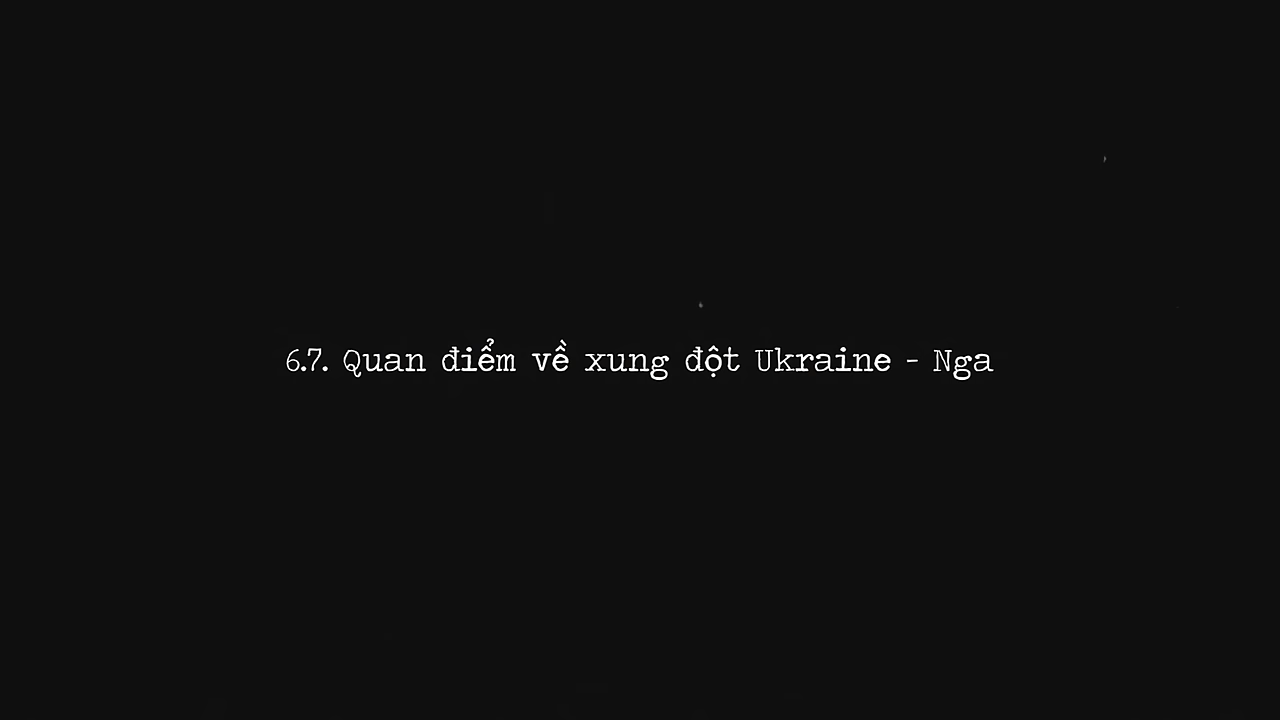 6.7. Quan điểm về xung đột Ukraine - Nga